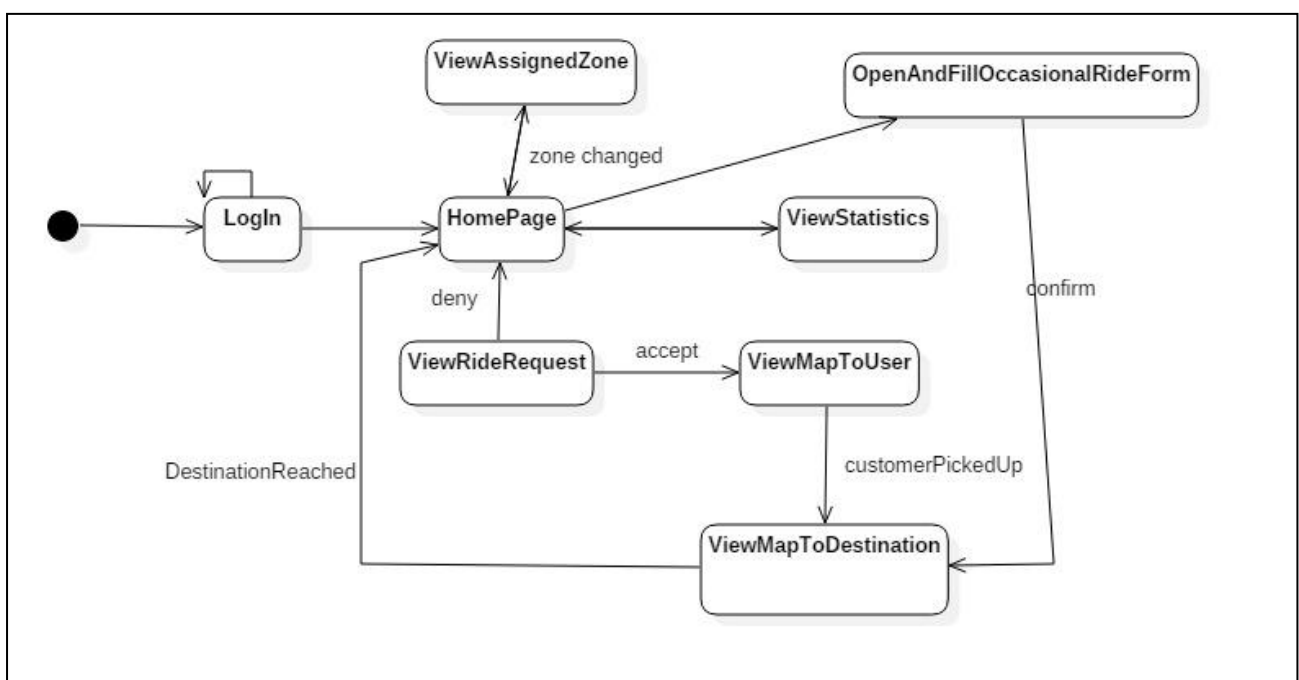 ViewAssignedZone
OpenAndFillOccasionalRideForm
zone changed
LogIn
HomePage
ViewStatistics
deny
confirm
ViewRideRequest
accept
ViewMapToUser
DestinationReached
customerPickedUp
ViewMapToDestination